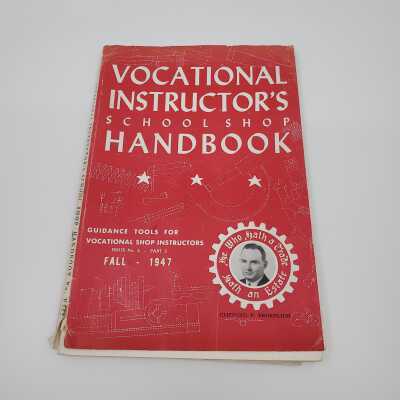 VOCATIONAL
INSTRUCTOR'S
SCHOOL SHOP
HANDBOOK
GUIDANCE TOOLS FOR
VOCATIONAL SHOP INSTRUCTORS
FALL - 1947
He Who Hath a Trade
Hath an Estate